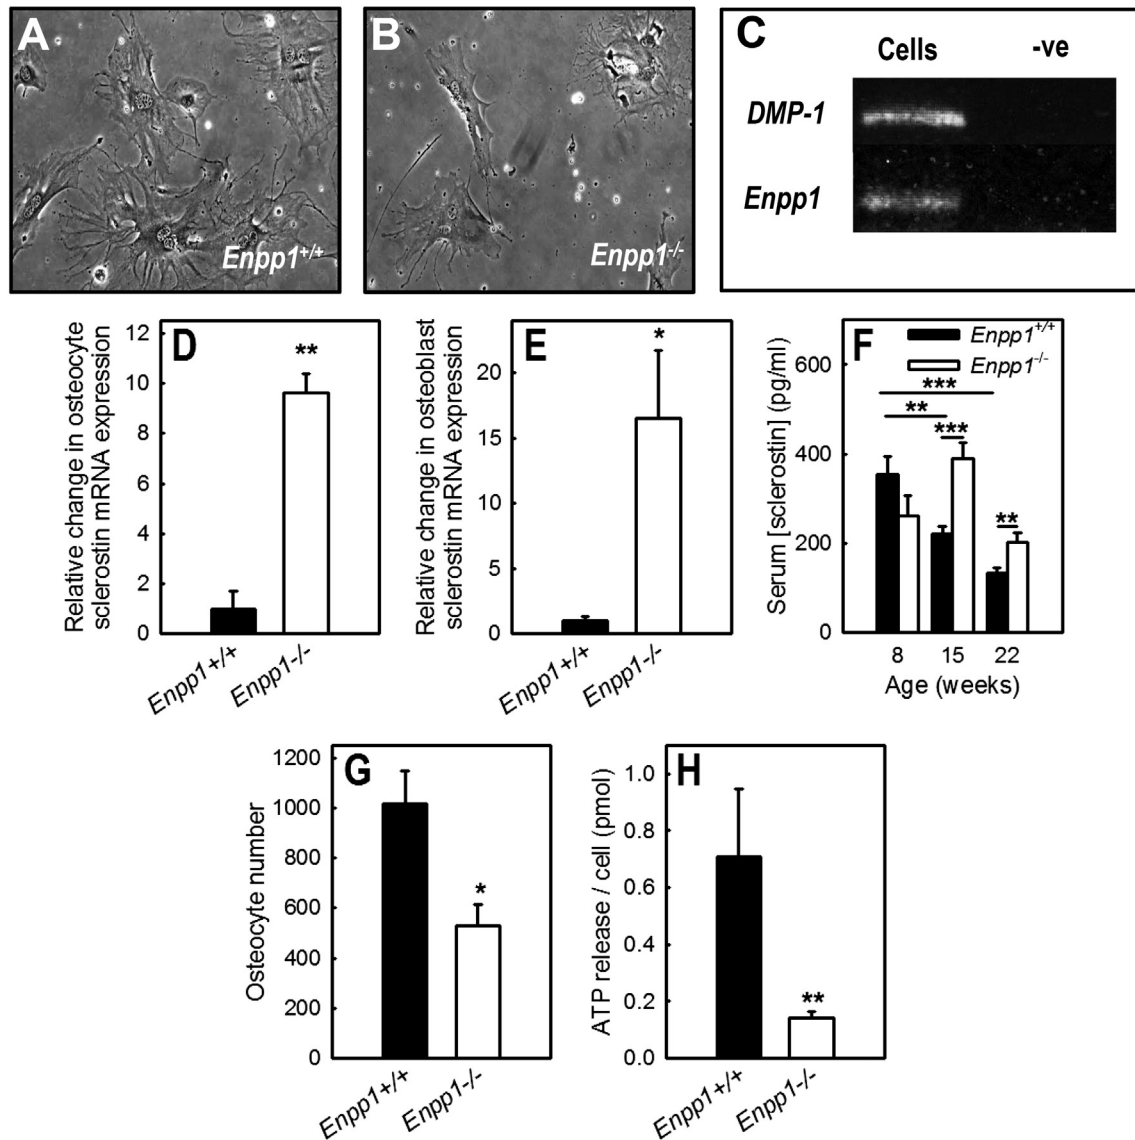 A
Enpp1+/+
B
Enpp1-/-
C
Cells
-ve
DMP-1
Enpp1
D
Relative change in osteocyte
sclerostin mRNA expression
12
10
8
6
4
2
0
**
Enpp1+/+
Enpp1-/-
E
Relative change in osteoblast
sclerostin mRNA expression
20
15
10
5
0
*
Enpp1+/+
Enpp1-/-
F
Enpp1+/+
Enpp1-/-
Serum [sclerostin] (pg/ml)
600
400
200
0
***
**
***
**
8 15 22
Age (weeks)
G
Osteocyte number
1200
1000
800
600
400
200
0
*
Enpp1+/+
Enpp1-/-
H
ATP release / cell (pmol)
1.0
0.8
0.6
0.4
0.2
0.0
**
Enpp1+/+
Enpp1-/-